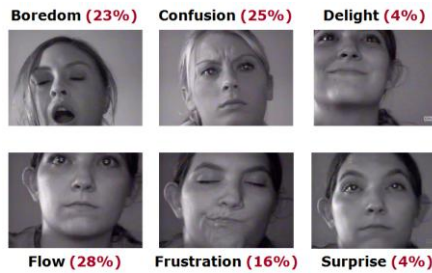 Boredom (23%) Confusion (25%) Delight (4%)
Flow (28%) Frustration (16%) Surprise (4%)